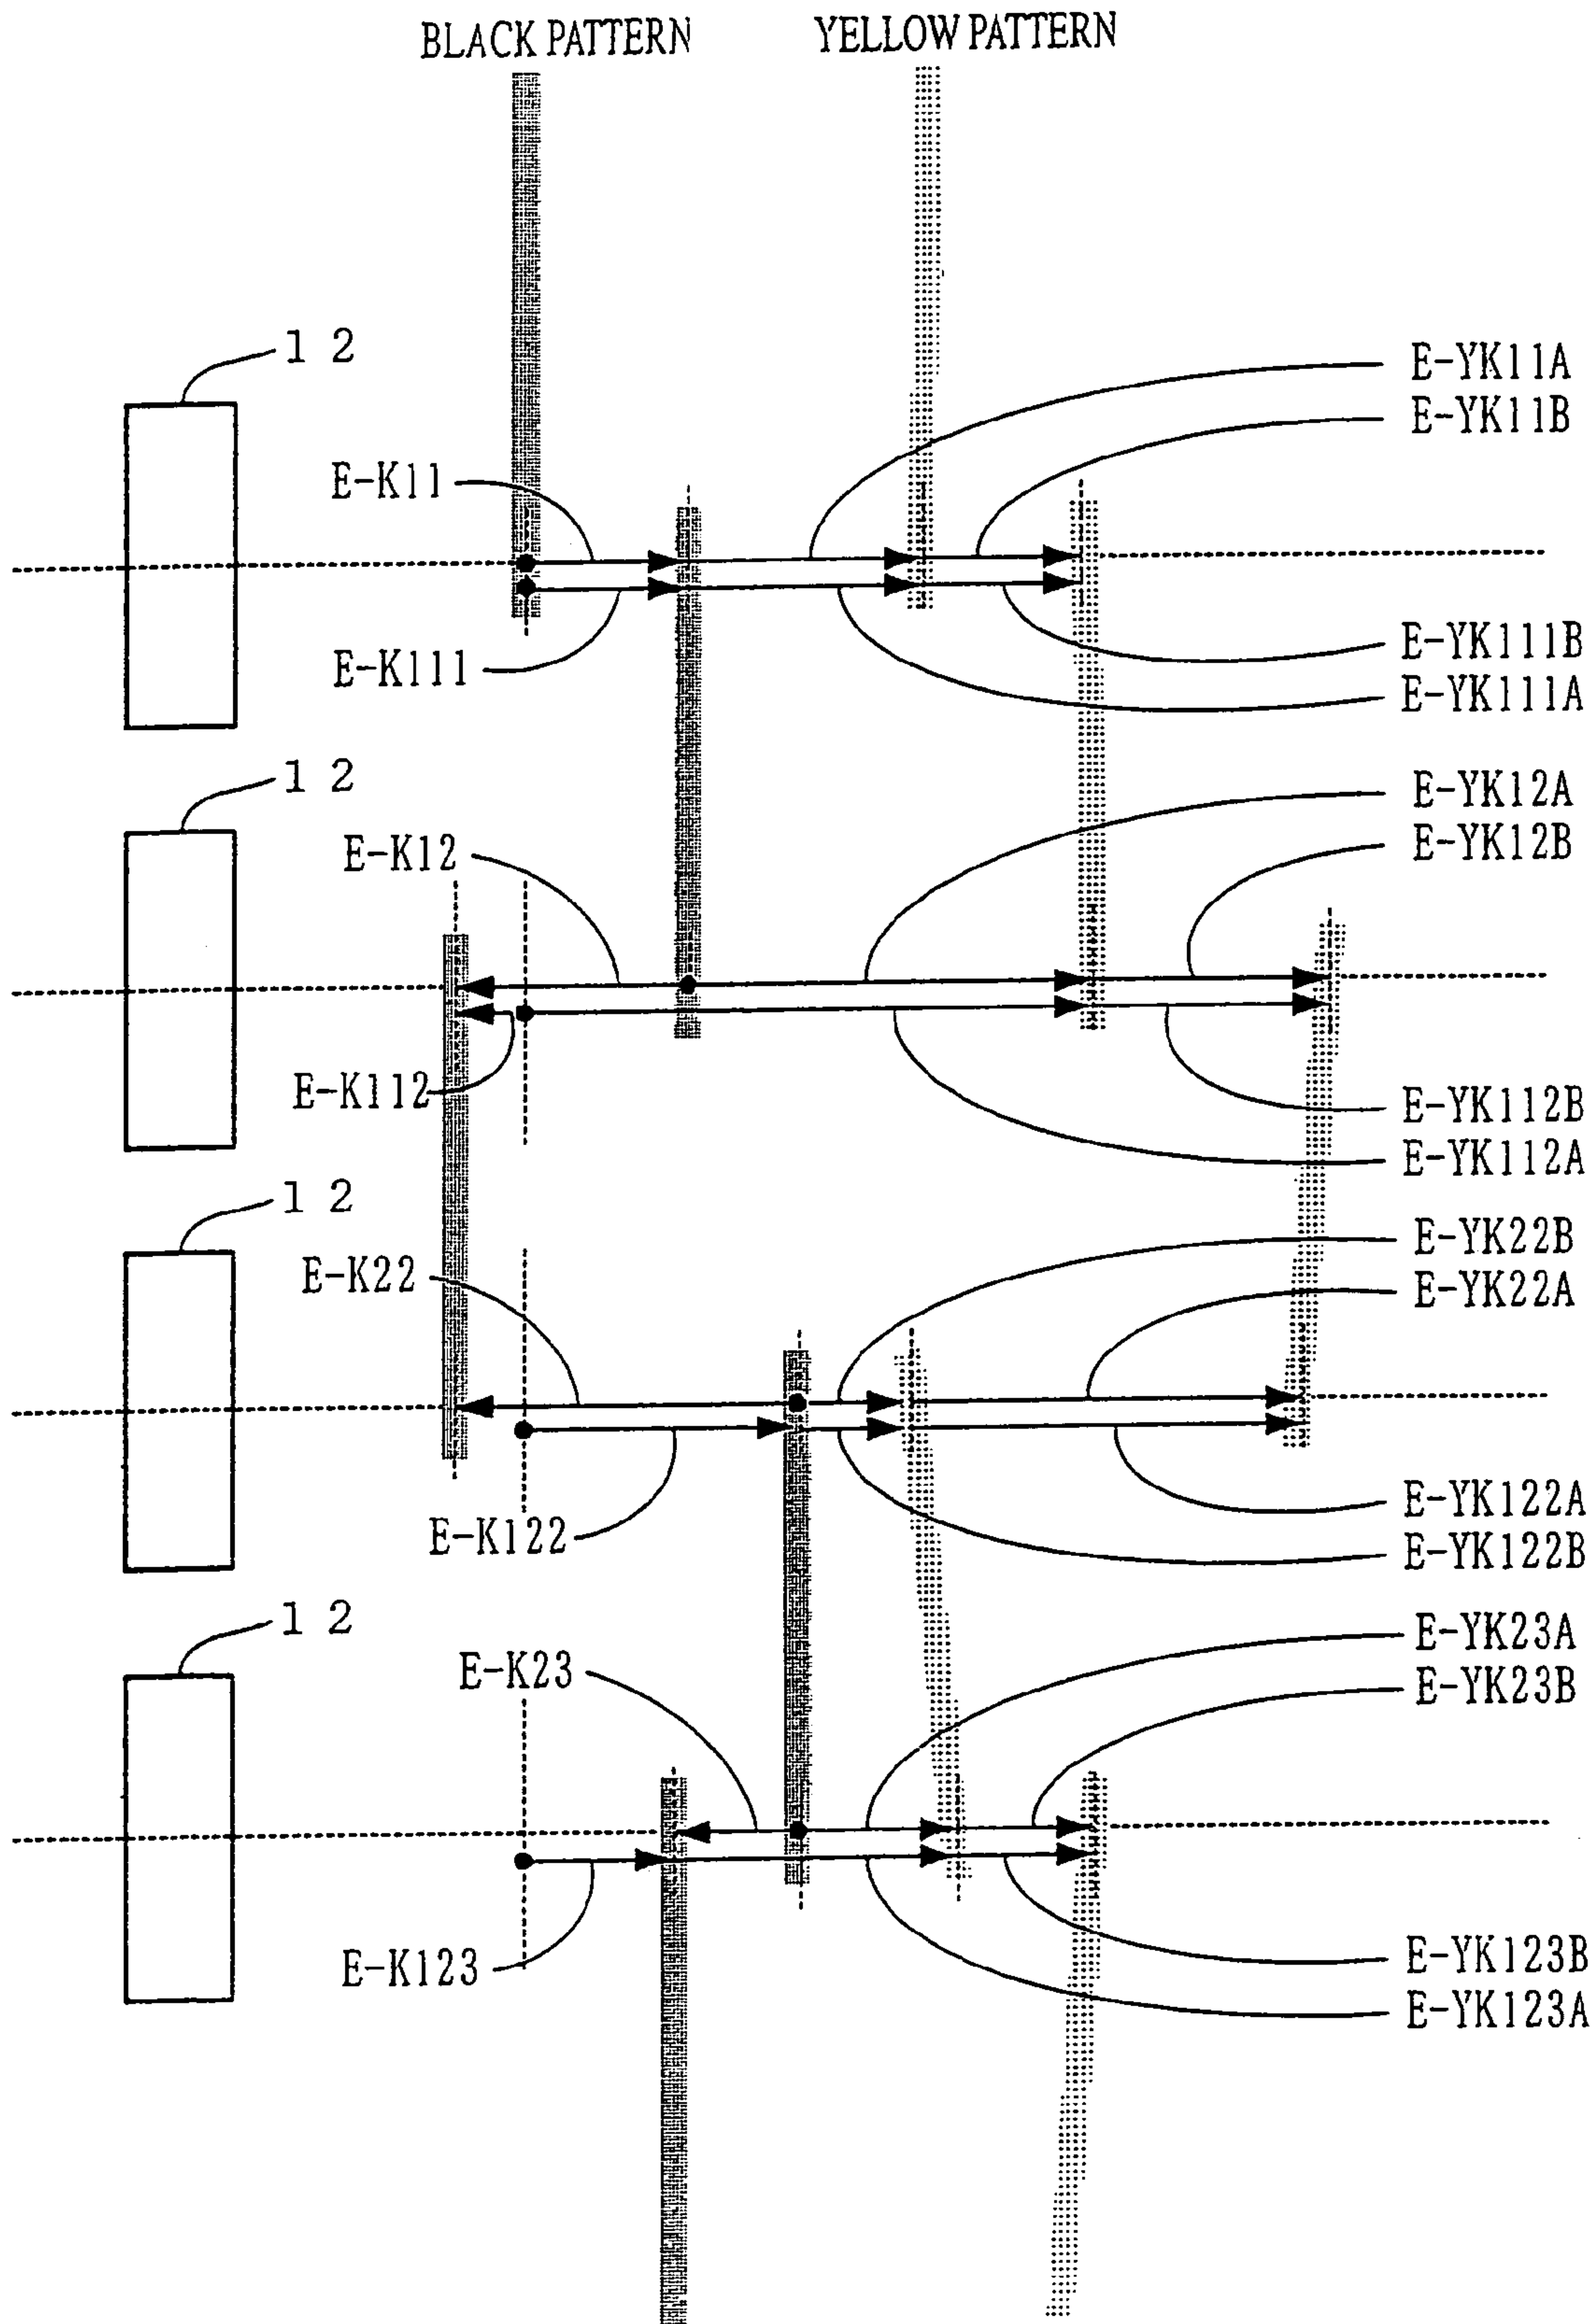 BLACK PATTERN YELLOW PATTERN
1 2
E-YK11A
E-YK11B
E-K11
E-K111
E-YK111B
E-YK111A
1 2
E-YK12A
E-YK12B
E-K12
E-K112
E-YK112B
E-YK112A
1 2
E-YK22B
E-K22
E-YK22A
E-YK122A
E-K122
E-YK122B
1 2
E-YK23A
E-K23
E-YK23B
E-YK123B
E-K123
E-YK123A